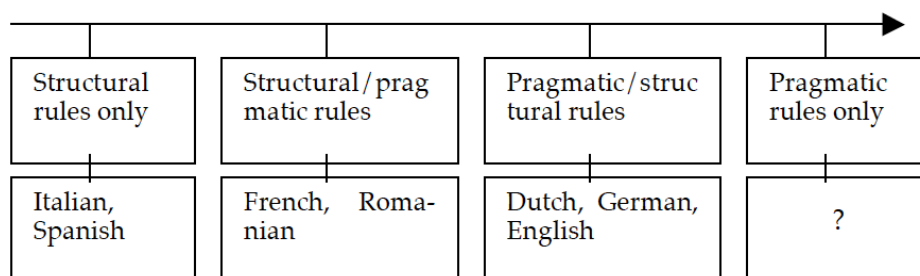 Structural
rules only
Structural/prag
matic rules
Pragmatic/struc
tural rules
Pragmatic
rules only
Italian,
Spanish
French, Roma-
nian
Dutch, German,
English
?